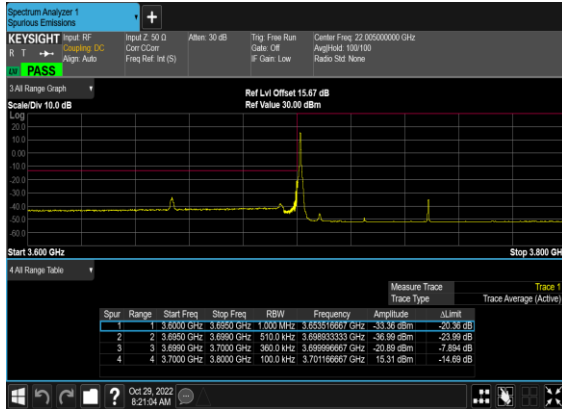 Spectrum Analyzer 1
Spurious Emissions
KEYSIGHT Input: RF Input Z: 50 Ω Atten: 30 dB Trig: Free Run Center Freq: 22.005000000 GHz
R T Coupling: DC Corr CCorr Gate: Off Avg|Hold: 100/100
Align: Auto Freq Ref: Int (S) IF Gain: Low Radio Std: None
PASS
3 All Range Graph
Ref Lvl Offset 15.67 dB
Scale/Div 10.0 dB Ref Value 30.00 dBm
Log
20.0
10.0
0.00
-10.0
-20.0
-30.0
-40.0
-50.0
-60.0
Start 3.600 GHz Stop 3.800 GH
4 All Range Table
Measure Trace Trace 1
Trace Type Trace Average (Active)
Spur Range Start Freq Stop Freq RBW Frequency Amplitude ΔLimit
1 1 3.6000 GHz 3.6950 GHz 1.000 MHz 3.653516667 GHz -33.36 dBm -20.36 dB
2 2 3.6950 GHz 3.6990 GHz 510.0 kHz 3.698933333 GHz -36.99 dBm -23.99 dB
3 3 3.6990 GHz 3.7000 GHz 360.0 kHz 3.699996667 GHz -20.89 dBm -7.894 dB
4 4 3.7000 GHz 3.8000 GHz 100.0 kHz 3.701166667 GHz 15.31 dBm -14.69 dB
? Oct 29, 2022
8:21:04 AM